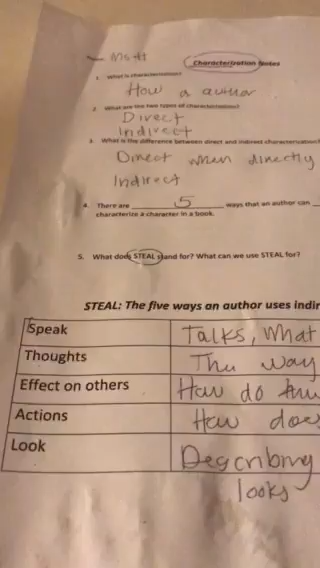 Matt Characterization Notes
1. What is characterization?
How a author
2. What are the two types of characterization?
Direct
Indirect
3. What is the difference between direct and indirect characterization?
Direct when directly
Indirect
4. There are 5 ways that an author can
characterize a character in a book.
5. What does STEAL stand for? What can we use STEAL for?
STEAL: The five ways an author uses indir
Speak Talks, What
Thoughts The way
Effect on others How do
Actions How does
Look Describing
looks